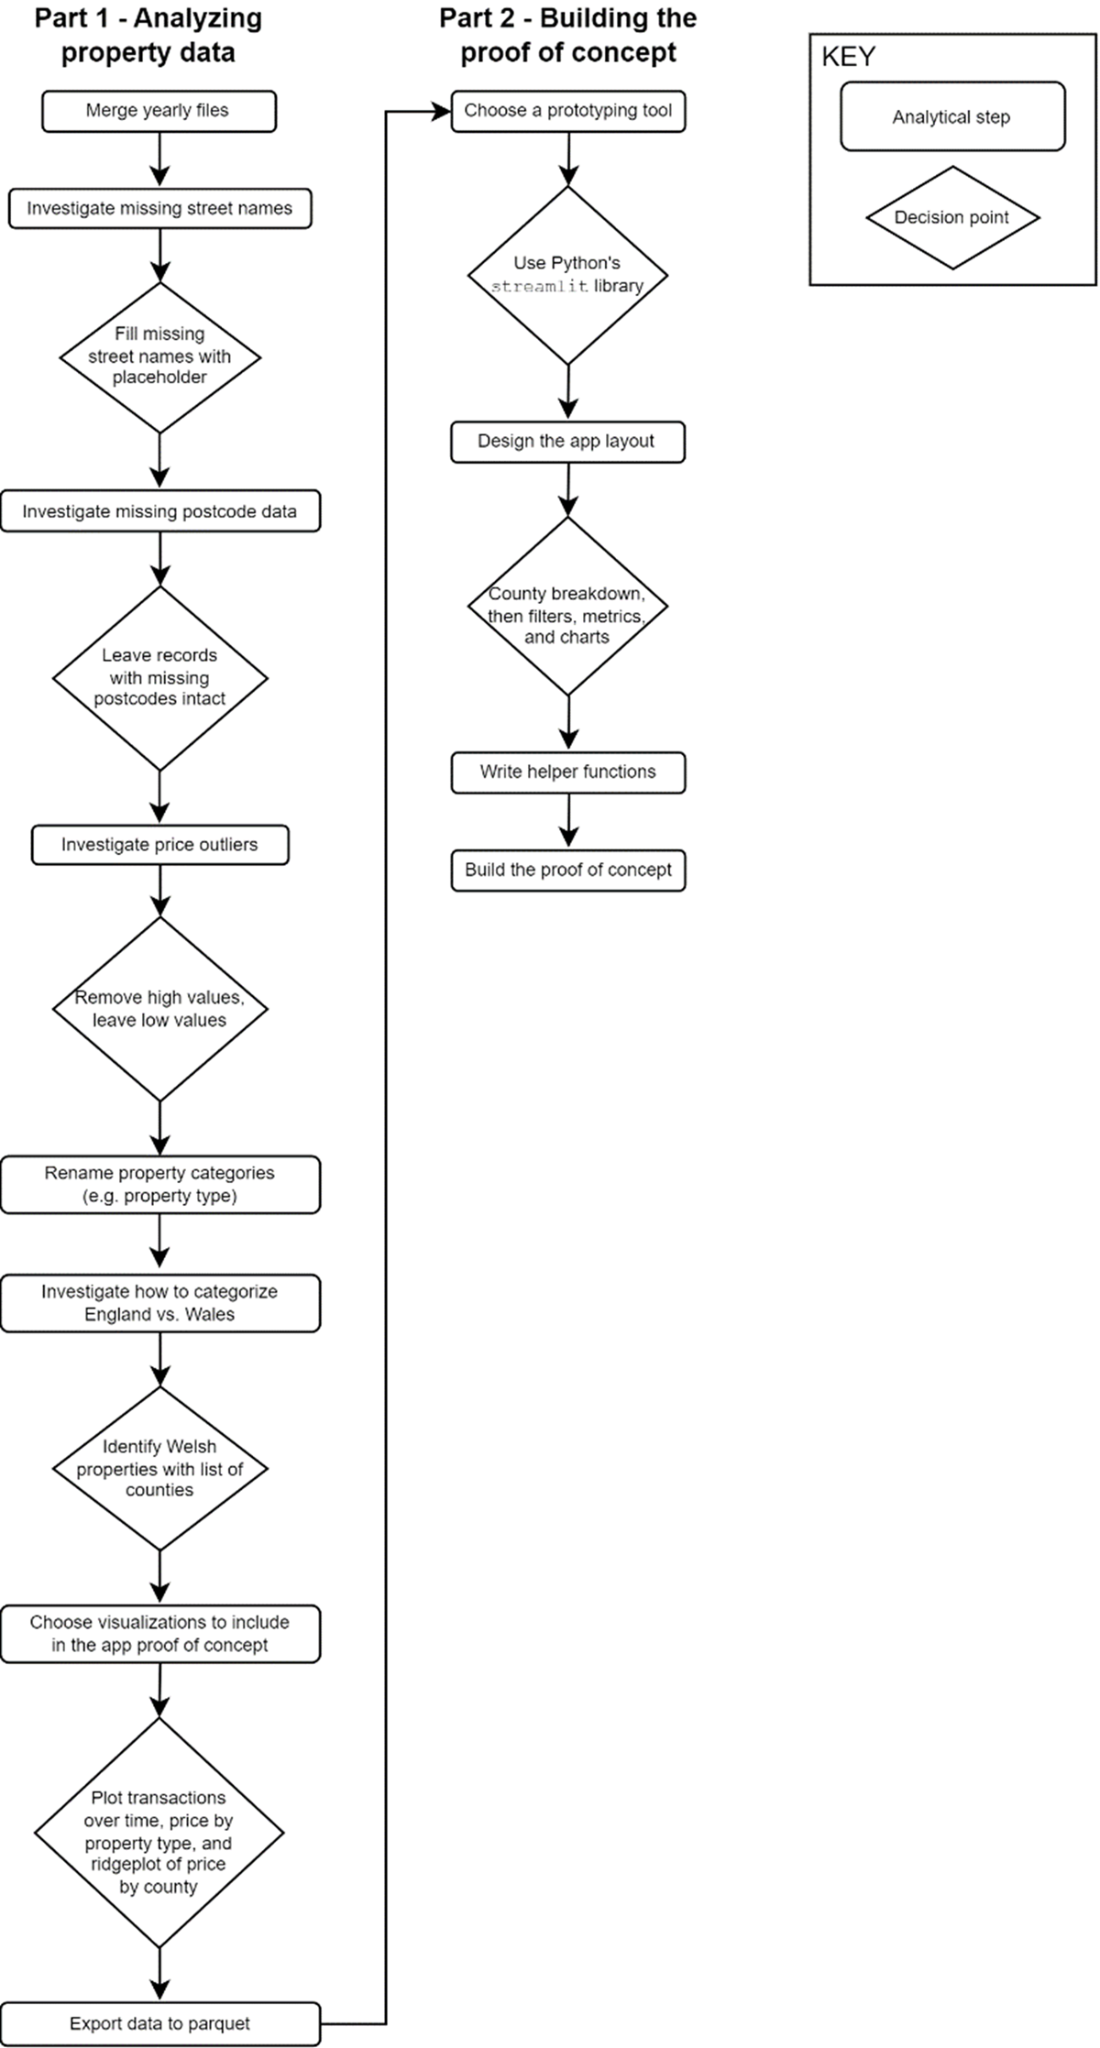 Part 1 - Analyzing
property data
Merge yearly files
Investigate missing street names
Fill missing
street names with
placeholder
Investigate missing postcode data
Leave records
with missing
postcodes intact
Investigate price outliers
Remove high values,
leave low values
Rename property categories
(e.g. property type)
Investigate how to categorize
England vs. Wales
Identify Welsh
properties with list of
counties
Choose visualizations to include
in the app proof of concept
Plot transactions
over time, price by
property type, and
ridgeplot of price
by county
Export data to parquet
Part 2 - Building the
proof of concept
Choose a prototyping tool
Use Python's
streamlit library
Design the app layout
County breakdown,
then filters, metrics,
and charts
Write helper functions
Build the proof of concept
KEY
Analytical step
Decision point